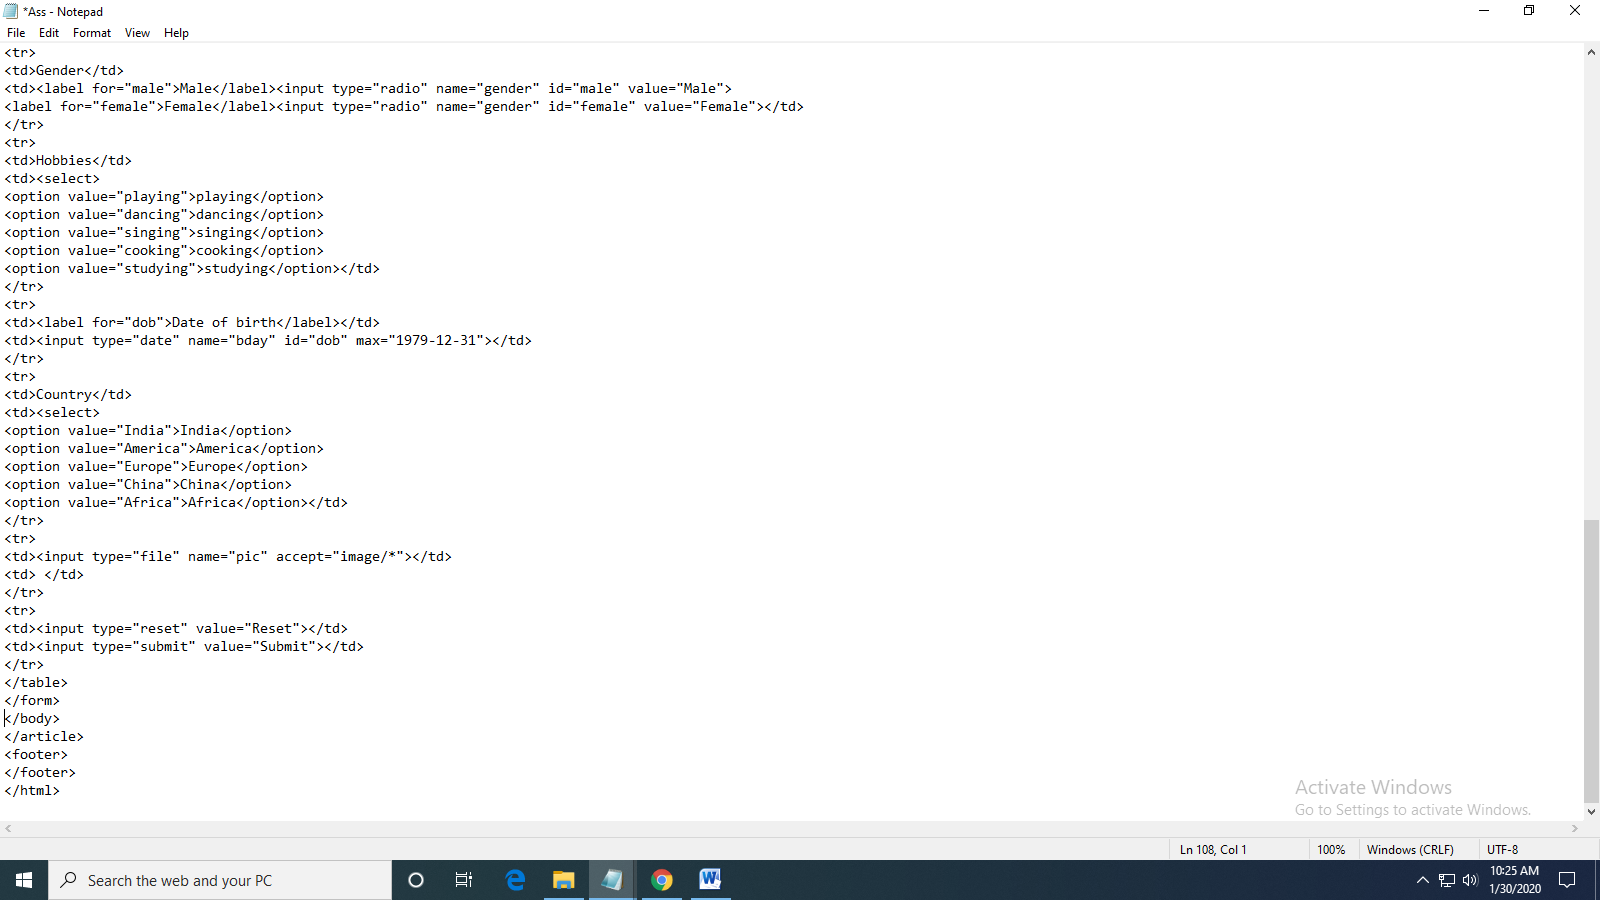 *Ass - Notepad
File Edit Format View Help
<tr>
<td>Gender</td>
<td><label for="male">Male</label><input type="radio" name="gender" id="male" value="Male">
<label for="female">Female</label><input type="radio" name="gender" id="female" value="Female"></td>
</tr>
<tr>
<td>Hobbies</td>
<td><select>
<option value="playing">playing</option>
<option value="dancing">dancing</option>
<option value="singing">singing</option>
<option value="cooking">cooking</option>
<option value="studying">studying</option></td>
</tr>
<tr>
<td><label for="dob">Date of birth</label></td>
<td><input type="date" name="bday" id="dob" max="1979-12-31"></td>
</tr>
<tr>
<td>Country</td>
<td><select>
<option value="India">India</option>
<option value="America">America</option>
<option value="Europe">Europe</option>
<option value="China">China</option>
<option value="Africa">Africa</option></td>
</tr>
<tr>
<td><input type="file" name="pic" accept="image/*"></td>
<td> </td>
</tr>
<tr>
<td><input type="reset" value="Reset"></td>
<td><input type="submit" value="Submit"></td>
</tr>
</table>
</form>
</body>
</article>
<footer>
</footer>
</html>
Activate Windows
Go to Settings to activate Windows.
Ln 108, Col 1 100% Windows (CRLF) UTF-8
Search the web and your PC
10:25 AM
1/30/2020